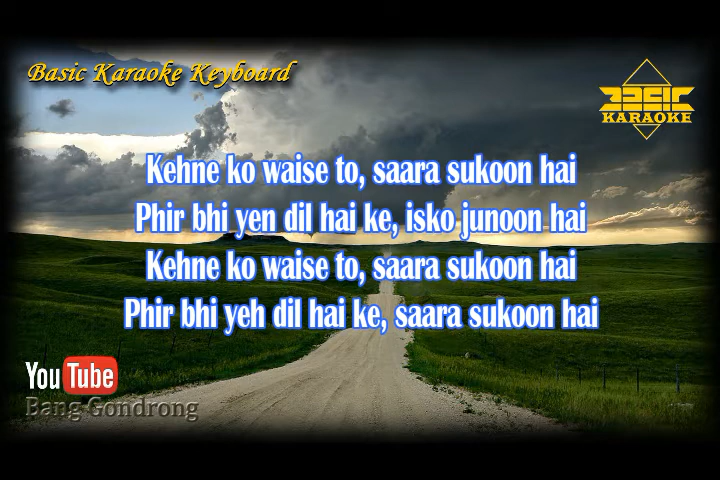 Basic Karaoke Keyboard
BASIC
KARAOKE
Kehne ko waise to, saara sukoon hai
Phir bhi yen dil hai ke, isko junoon hai
Kehne ko waise to, saara sukoon hai
Phir bhi yeh dil hai ke, saara sukoon hai
YouTube
Bang Gondrong